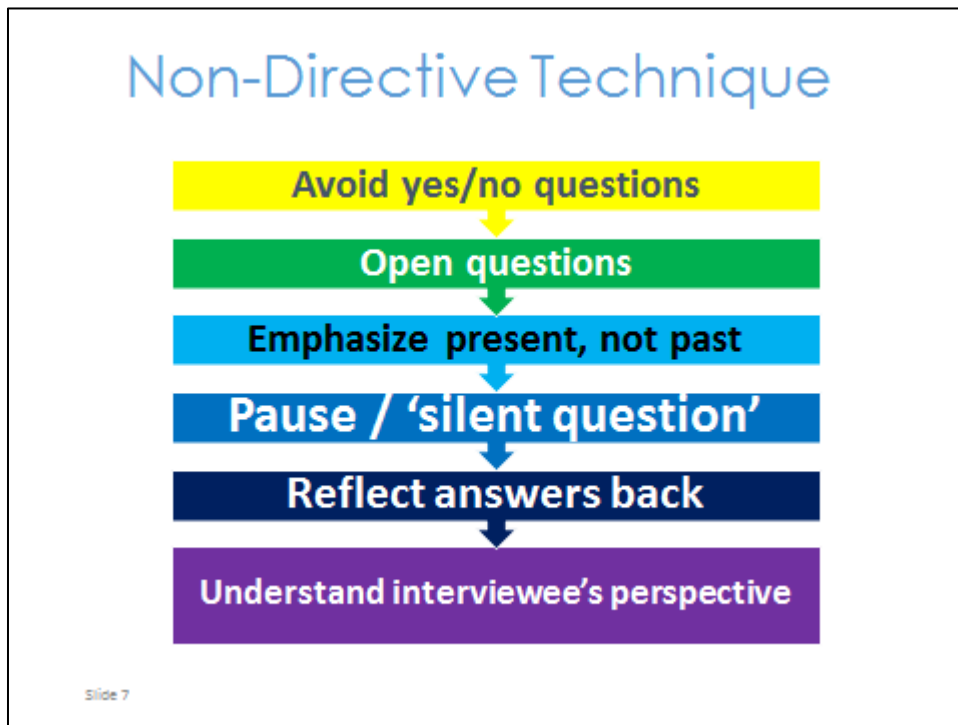 Non-Directive Technique
Avoid yes/no questions
Open questions
Emphasize present, not past
Pause / ‘silent question’
Reflect answers back
Understand interviewee’s perspective
Slide 7